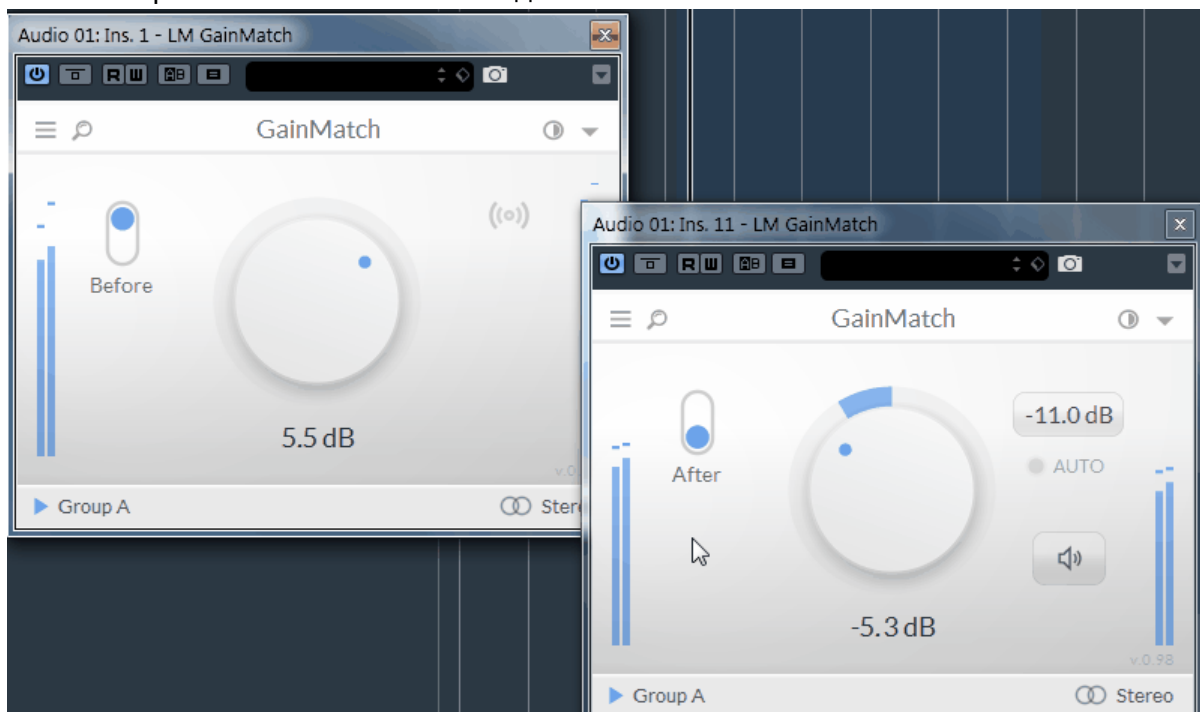 Audio 01: Ins. 1 - LM GainMatch
GainMatch
Before
5.5 dB
Group A
Audio 01: Ins. 11 - LM GainMatch
GainMatch
After
-11.0 dB
AUTO
-5.3 dB
v.0.98
Group A
Stereo